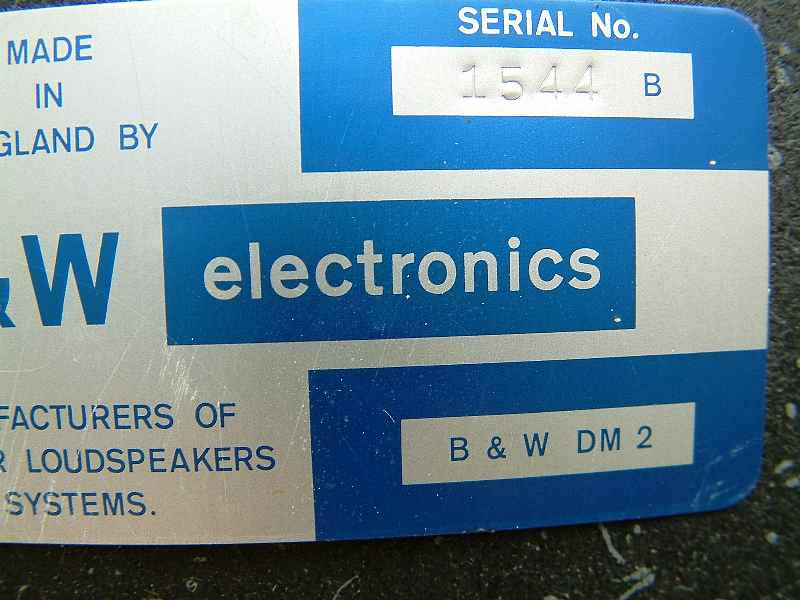 MADE
IN
GLAND BY
SERIAL No.
1544 B
&W electronics
FACTURERS OF
R LOUDSPEAKERS
SYSTEMS.
B & W DM 2